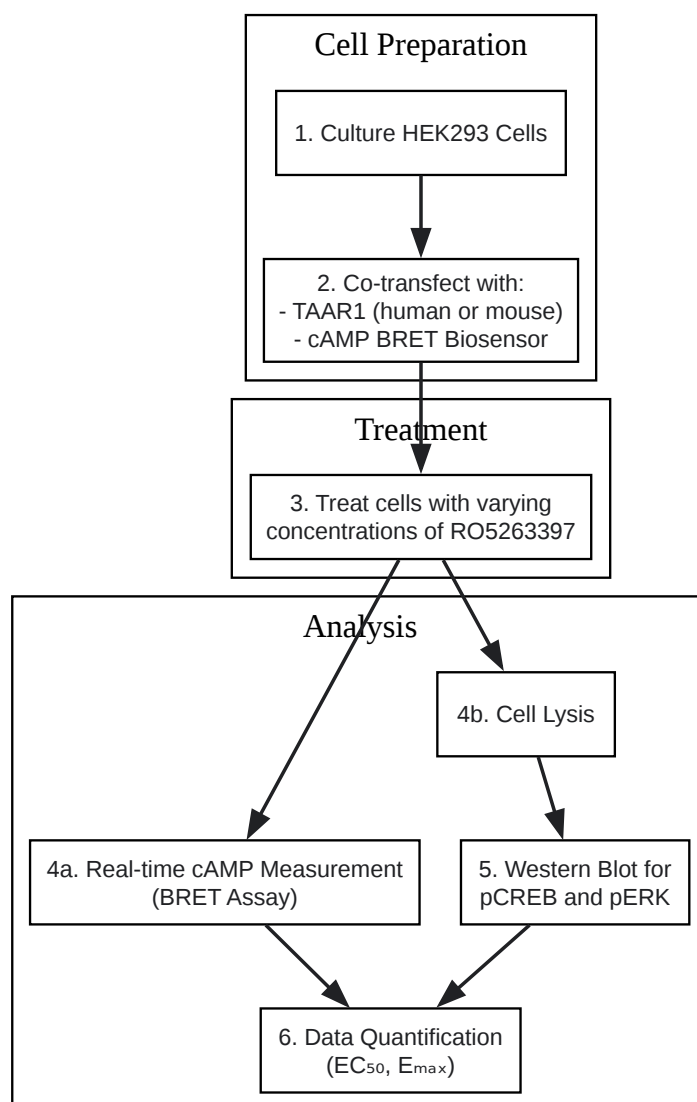 Cell Preparation
1. Culture HEK293 Cells
2. Co-transfect with:
- TAAR1 (human or mouse)
- cAMP BRET Biosensor
Treatment
3. Treat cells with varying
concentrations of RO5263397
Analysis
4b. Cell Lysis
4a. Real-time cAMP Measurement
(BRET Assay)
5. Western Blot for
pCREB and pERK
6. Data Quantification
(EC₅₀, Eₘₐₓ)